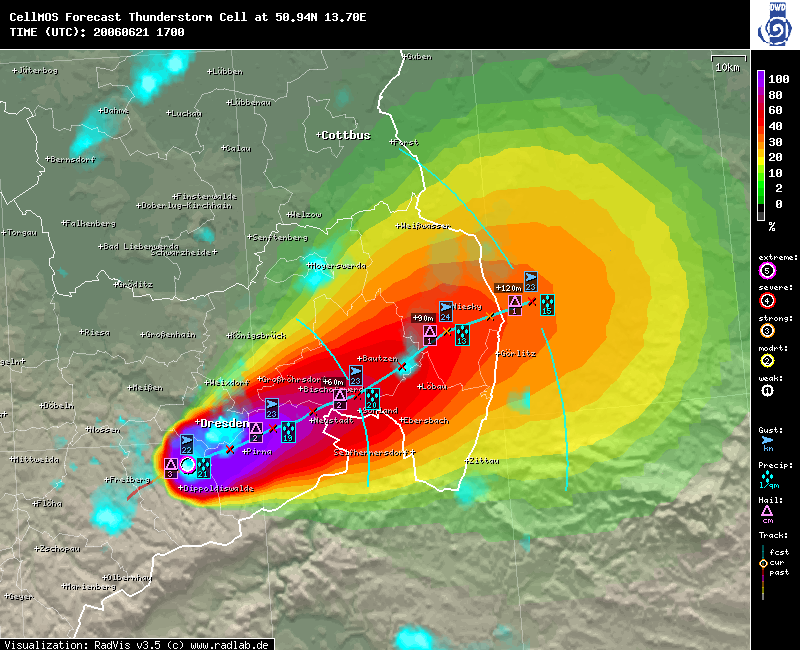 CellMOS Forecast Thunderstorm Cell at 50.94N 13.70E
TIME (UTC): 20060621 1700
DWD
10km
+Guben
+Jüterbog
+Lübben
+Dahme
+Luckau
+Lübbenau
+Cottbus
+Forst
+Calau
+Bernsdorf
+Finsterwalde
+Doberlug-Kirchhain
+Welzow
+Falkenberg
+Weißwasser
+Torgau
+Senftenberg
+Bad Liebenwerda
Schwarzheide+
+Hoyerswerda
+Gröditz
+120m
23
1
15
+Niesky
24
+90m
1
13
+Riesa
+Großenhain
+Königsbrück
+Görlitz
+Bautzen
+Weixdorf
+Großröhrsdorf
+60m
23
+Meißen
+Bischofswerda
+Löbau
2
20
+Döbeln
23
+Sohland
+Neustadt
+Ebersbach
+Nossen
+Dresden
2
19
22
+Pirna
Seifhennersdorf+
+Zittau
+Mittweida
3
21
+Freiberg
+Dippoldiswalde
+Flöha
+Zschopau
+Olbernhau
+Marienberg
+Geyer
100
80
60
40
30
20
10
2
0
%
extreme:
5
severe:
4
strong:
3
modrt:
2
weak:
1
Gust:
kn
Precip:
l/qm
Hail:
cm
Track:
fcst
cur
past
Visualization: RadVis v3.5 (c) www.radlab.de